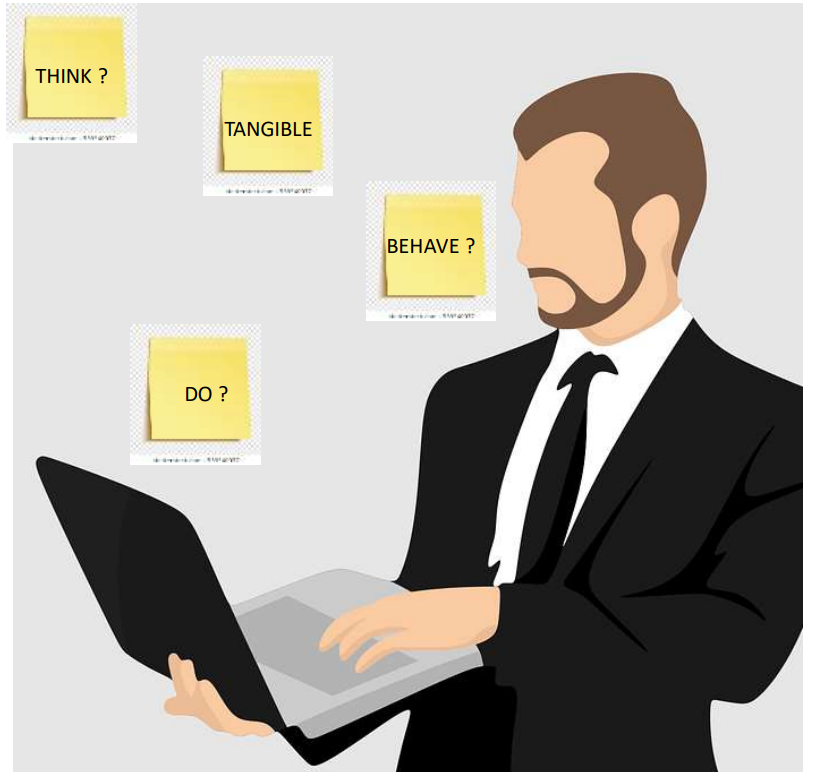 THINK ?
TANGIBLE
BEHAVE ?
DO ?